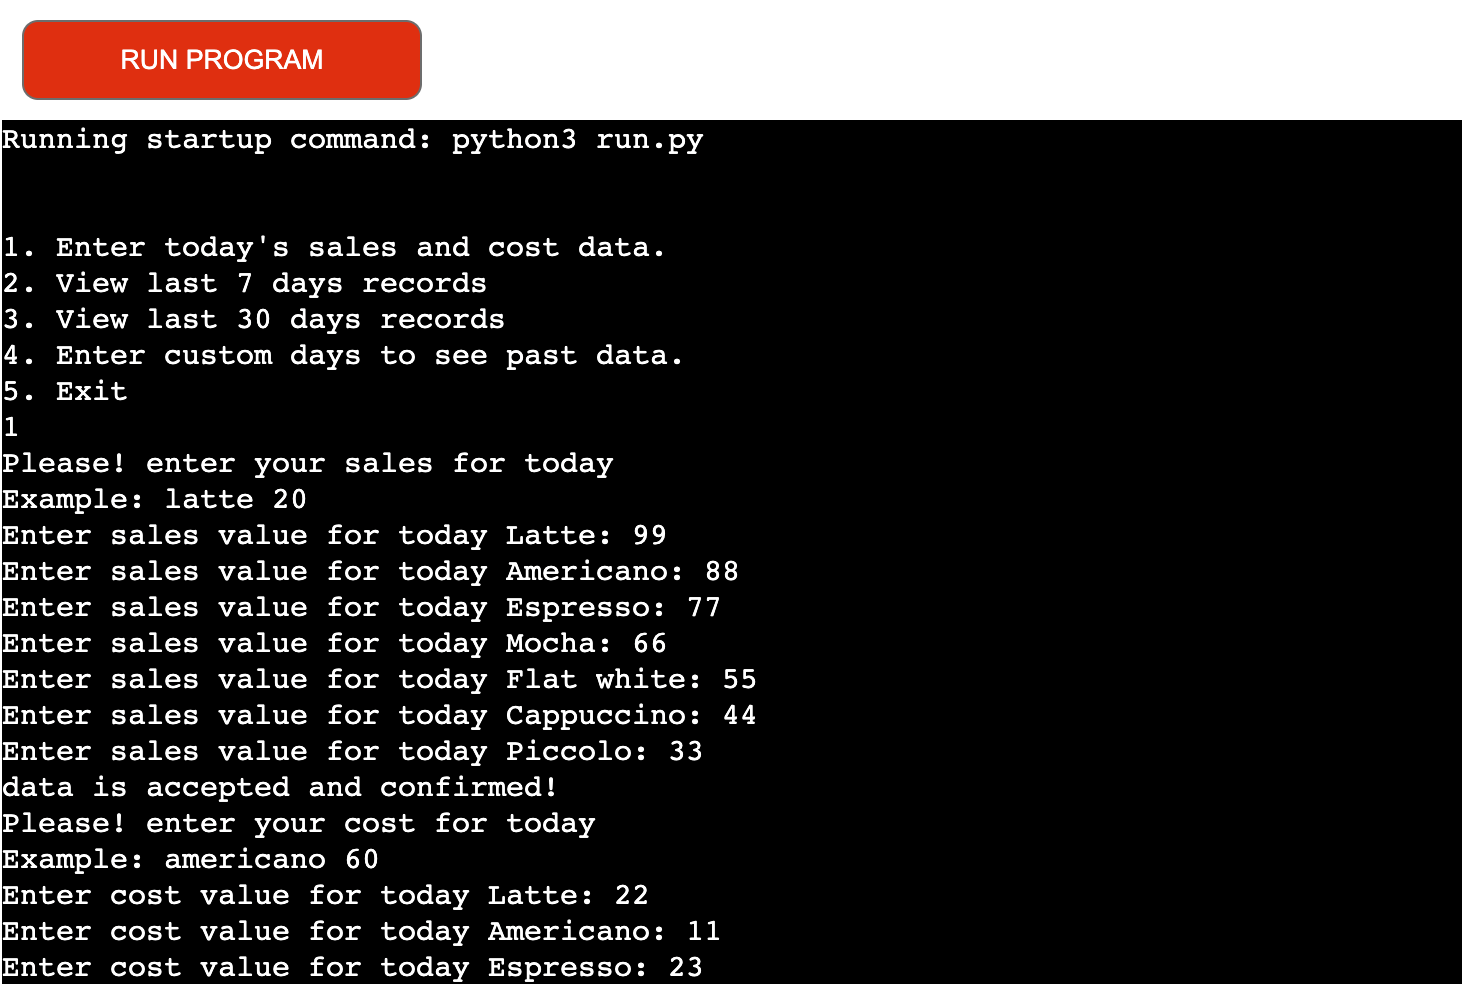 RUN PROGRAM
Running startup command: python3 run.py
1. Enter today's sales and cost data.
2. View last 7 days records
3. View last 30 days records
4. Enter custom days to see past data.
5. Exit
1
Please! enter your sales for today
Example: latte 20
Enter sales value for today Latte: 99
Enter sales value for today Americano: 88
Enter sales value for today Espresso: 77
Enter sales value for today Mocha: 66
Enter sales value for today Flat white: 55
Enter sales value for today Cappuccino: 44
Enter sales value for today Piccolo: 33
data is accepted and confirmed!
Please! enter your cost for today
Example: americano 60
Enter cost value for today Latte: 22
Enter cost value for today Americano: 11
Enter cost value for today Espresso: 23